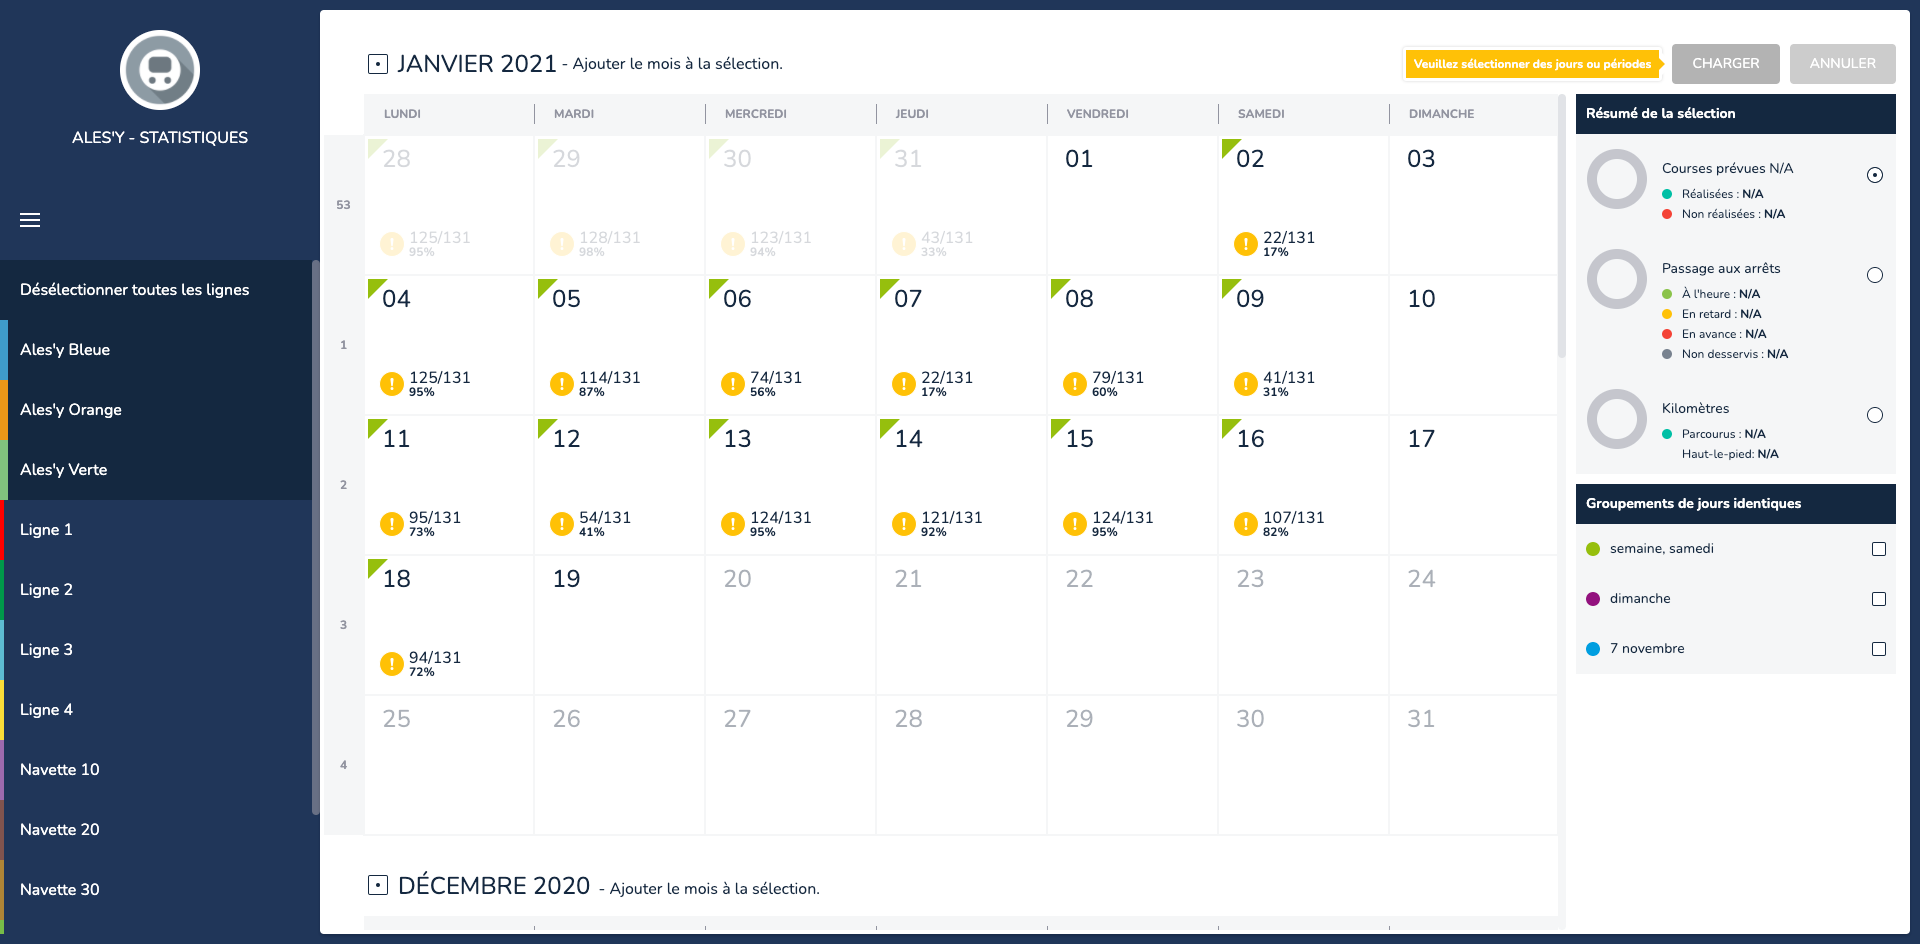 ALES'Y - STATISTIQUES
Désélectionner toutes les lignes
Ales'y Bleue
Ales'y Orange
Ales'y Verte
Ligne 1
Ligne 2
Ligne 3
Ligne 4
Navette 10
Navette 20
Navette 30
JANVIER 2021 - Ajouter le mois à la sélection.
Veuillez sélectionner des jours ou périodes
CHARGER
ANNULER
LUNDI MARDI MERCREDI JEUDI VENDREDI SAMEDI DIMANCHE
28 29 30 31 01 02 03
53
125/131 128/131 123/131 43/131 22/131
95% 98% 94% 33% 17%
04 05 06 07 08 09 10
1
125/131 114/131 74/131 22/131 79/131 41/131
95% 87% 56% 17% 60% 31%
11 12 13 14 15 16 17
2
95/131 54/131 124/131 121/131 124/131 107/131
73% 41% 95% 92% 95% 82%
18 19 20 21 22 23 24
3
94/131
72%
25 26 27 28 29 30 31
4
DÉCEMBRE 2020 - Ajouter le mois à la sélection.
Résumé de la sélection
Courses prévues N/A
Réalisées : N/A
Non réalisées : N/A
Passage aux arrêts
À l'heure : N/A
En retard : N/A
En avance : N/A
Non desservis : N/A
Kilomètres
Parcourus : N/A
Haut-le-pied: N/A
Groupements de jours identiques
semaine, samedi
dimanche
7 novembre